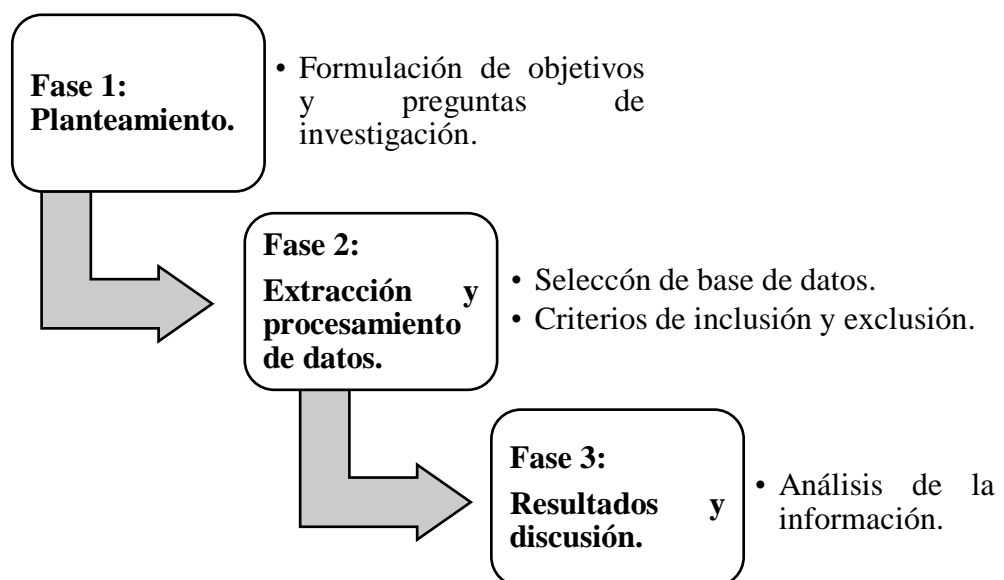 Fase 1:
Planteamiento.
• Formulación de objetivos
y preguntas de
investigación.
Fase 2:
Extracción y
procesamiento
de datos.
• Seleccón de base de datos.
• Criterios de inclusión y exclusión.
Fase 3:
Resultados y
discusión.
• Análisis de la
información.